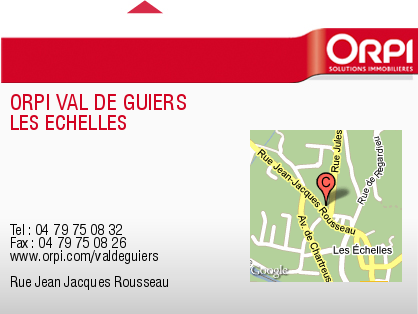 ORPI
SOLUTIONS IMMOBILIÈRES
ORPI VAL DE GUIERS
LES ECHELLES
Tel : 04 79 75 08 32
Fax : 04 79 75 08 26
www.orpi.com/valdeguiers
Rue Jean Jacques Rousseau
Rue Jean-Jacques Rousseau
Rue Jules
Rue de Regardieu
C
Av. de Chartreus
Les Échelles
Google